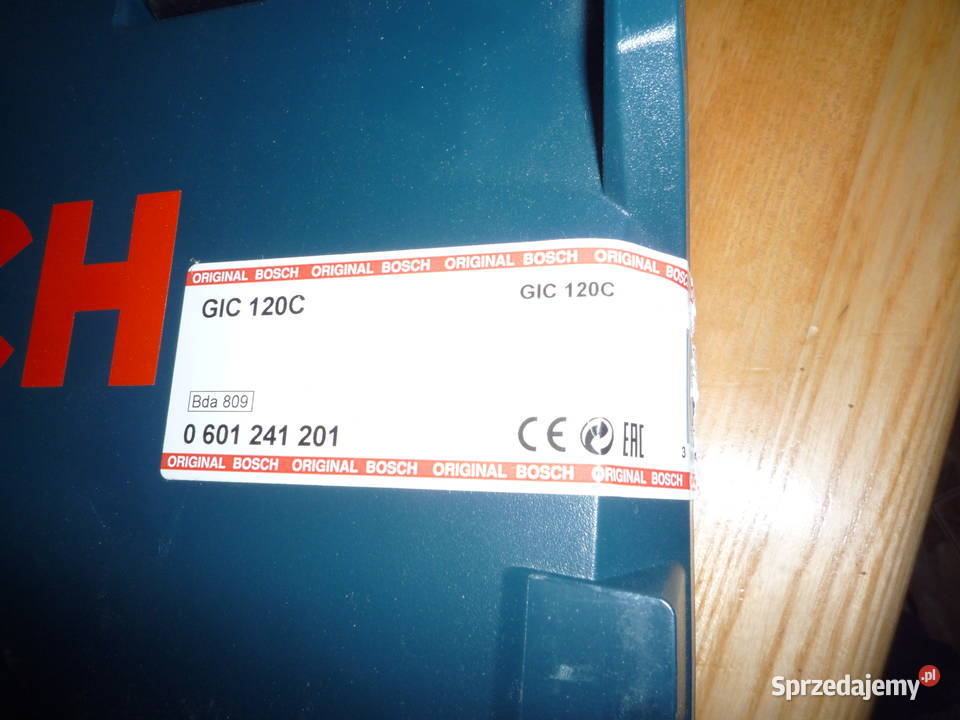 CH
ORIGINAL BOSCH ORIGINAL BOSCH ORIGINAL BOSCH ORIGINAL BOSCH
GIC 120C GIC 120C
Bda 809
0 601 241 201 CE EAC 3
ORIGINAL BOSCH ORIGINAL BOSCH ORIGINAL BOSCH ORIGINAL BOSCH
Sprzedajemy.pl